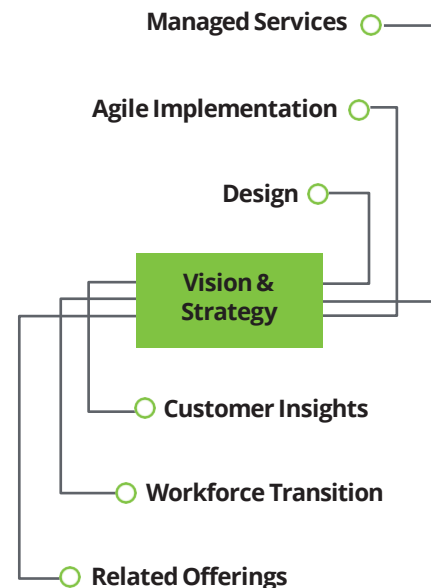 Managed Services
Agile Implementation
Design
Vision &
Strategy
Customer Insights
Workforce Transition
Related Offerings